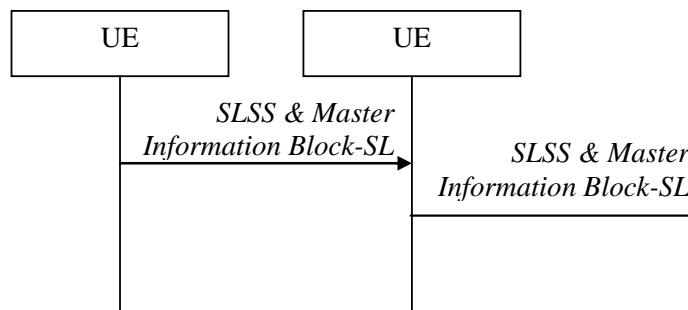 UE
UE
SLSS & Master
Information Block-SL
SLSS & Master
Information Block-SL